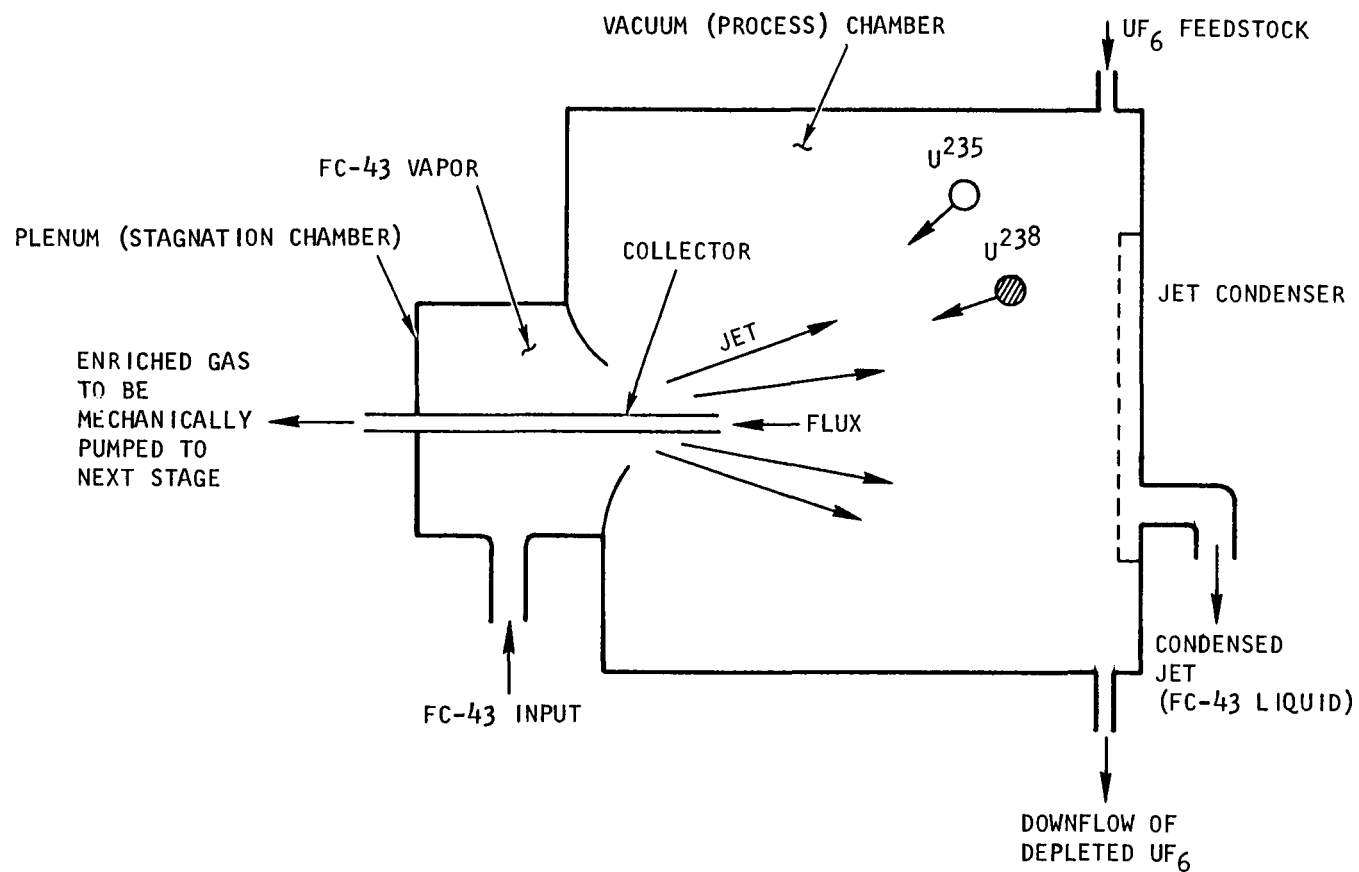 VACUUM (PROCESS) CHAMBER
UF6 FEEDSTOCK
U235
FC-43 VAPOR
PLENUM (STAGNATION CHAMBER)
COLLECTOR
U238
JET CONDENSER
JET
ENRICHED GAS
TO BE
MECHANICALLY
PUMPED TO
NEXT STAGE
FLUX
CONDENSED
JET
(FC-43 LIQUID)
FC-43 INPUT
DOWNFLOW OF
DEPLETED UF6